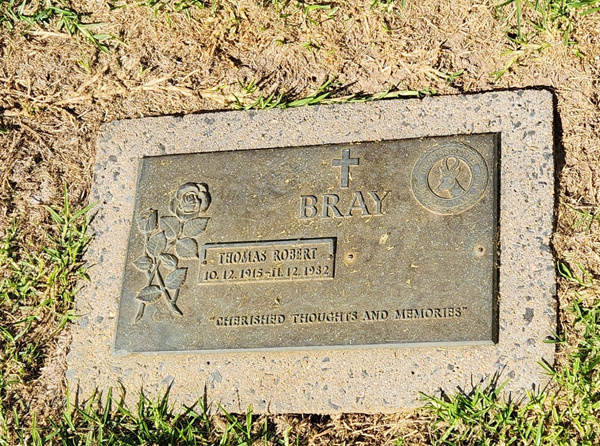 BRAY
THOMAS ROBERT
10.12.1915-11.12.1982
"CHERISHED THOUGHTS AND MEMORIES"